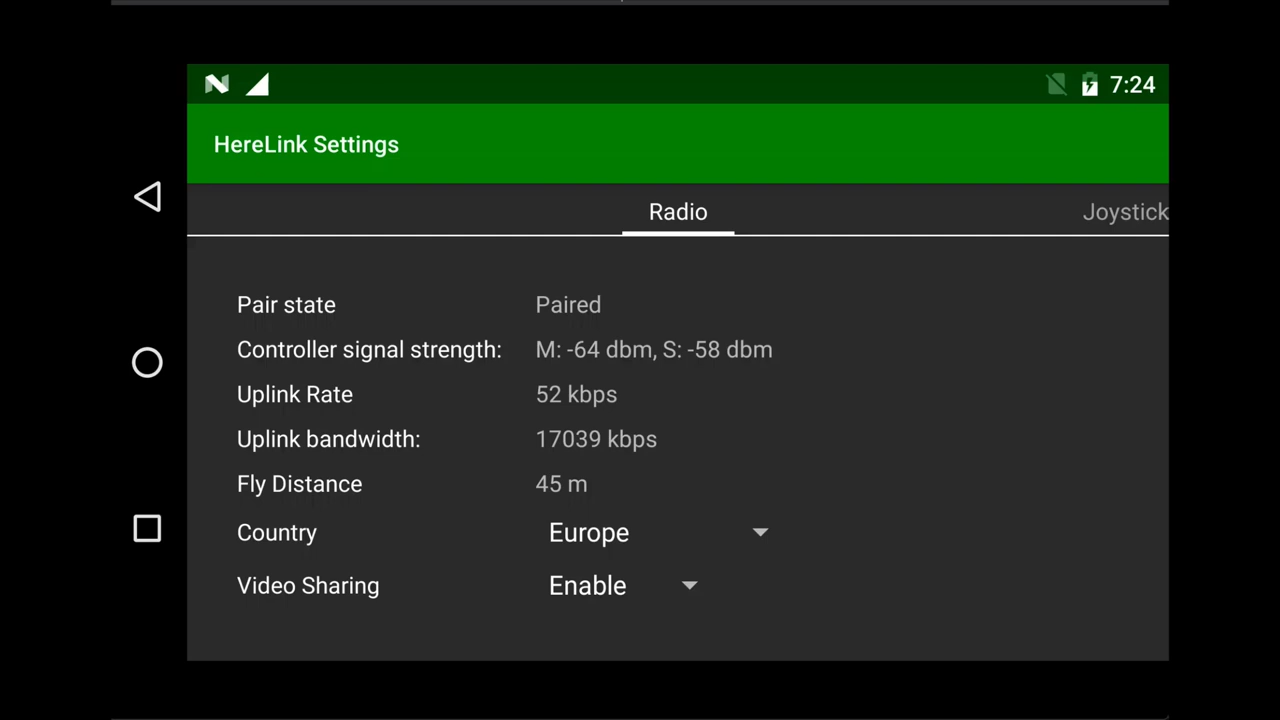 7:24
HereLink Settings
Radio
Joystick
Pair state Paired
Controller signal strength: M: -64 dbm, S: -58 dbm
Uplink Rate 52 kbps
Uplink bandwidth: 17039 kbps
Fly Distance 45 m
Country Europe
Video Sharing Enable